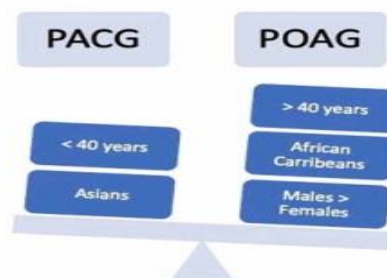 PACG
POAG
< 40 years
Asians
> 40 years
African
Carribeans
Males >
Females